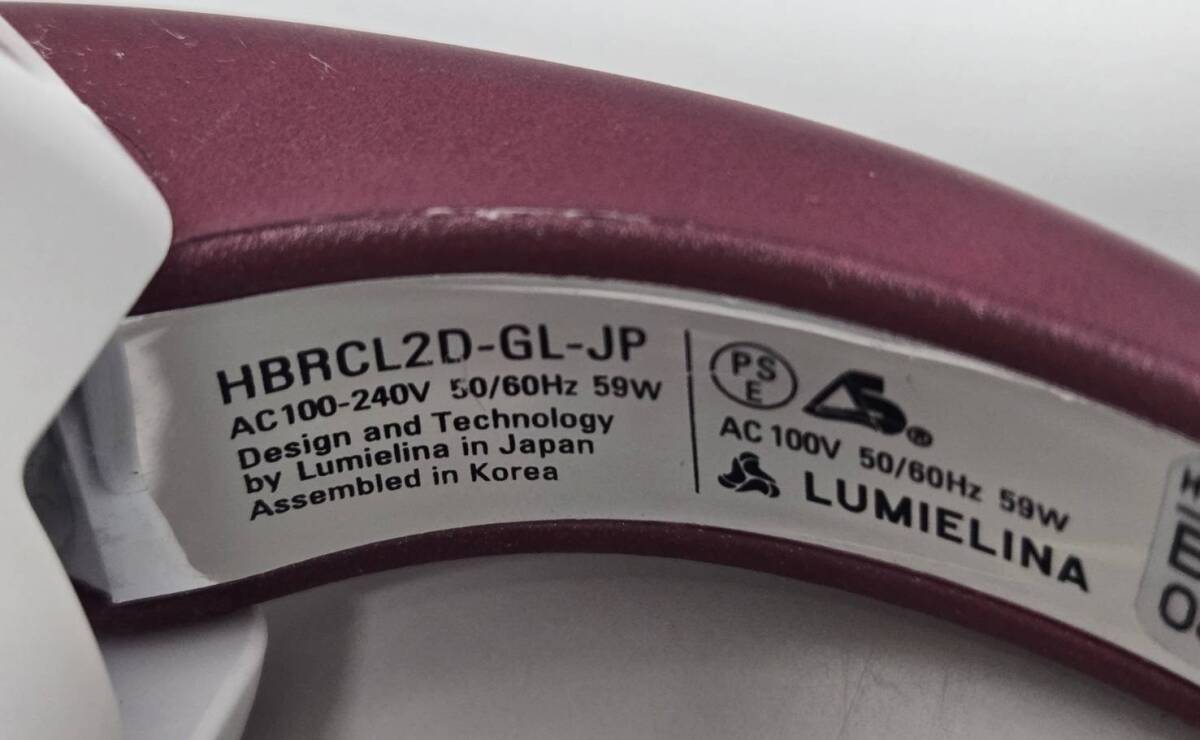 HBRCL2D-GL-JP
AC100-240V 50/60Hz 59W
Design and Technology
by Lumielina in Japan
Assembled in Korea
PS
E
AS®
AC 100V 50/60Hz 59W
LUMIELINA